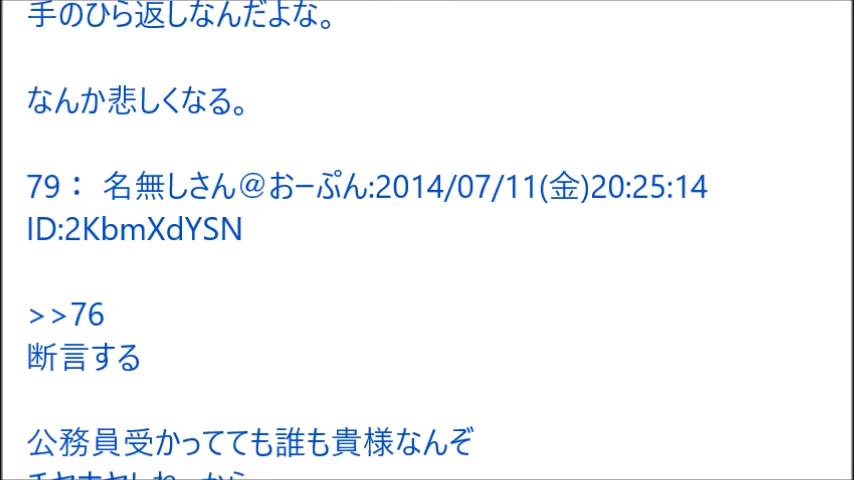 手のひら返しなんだよな。
なんか悲しくなる。
79： 名無しさん＠おーぷん:2014/07/11(金)20:25:14
ID:2KbmXdYSN
>>76
断言する
公務員受かってても誰も貴様なんぞ